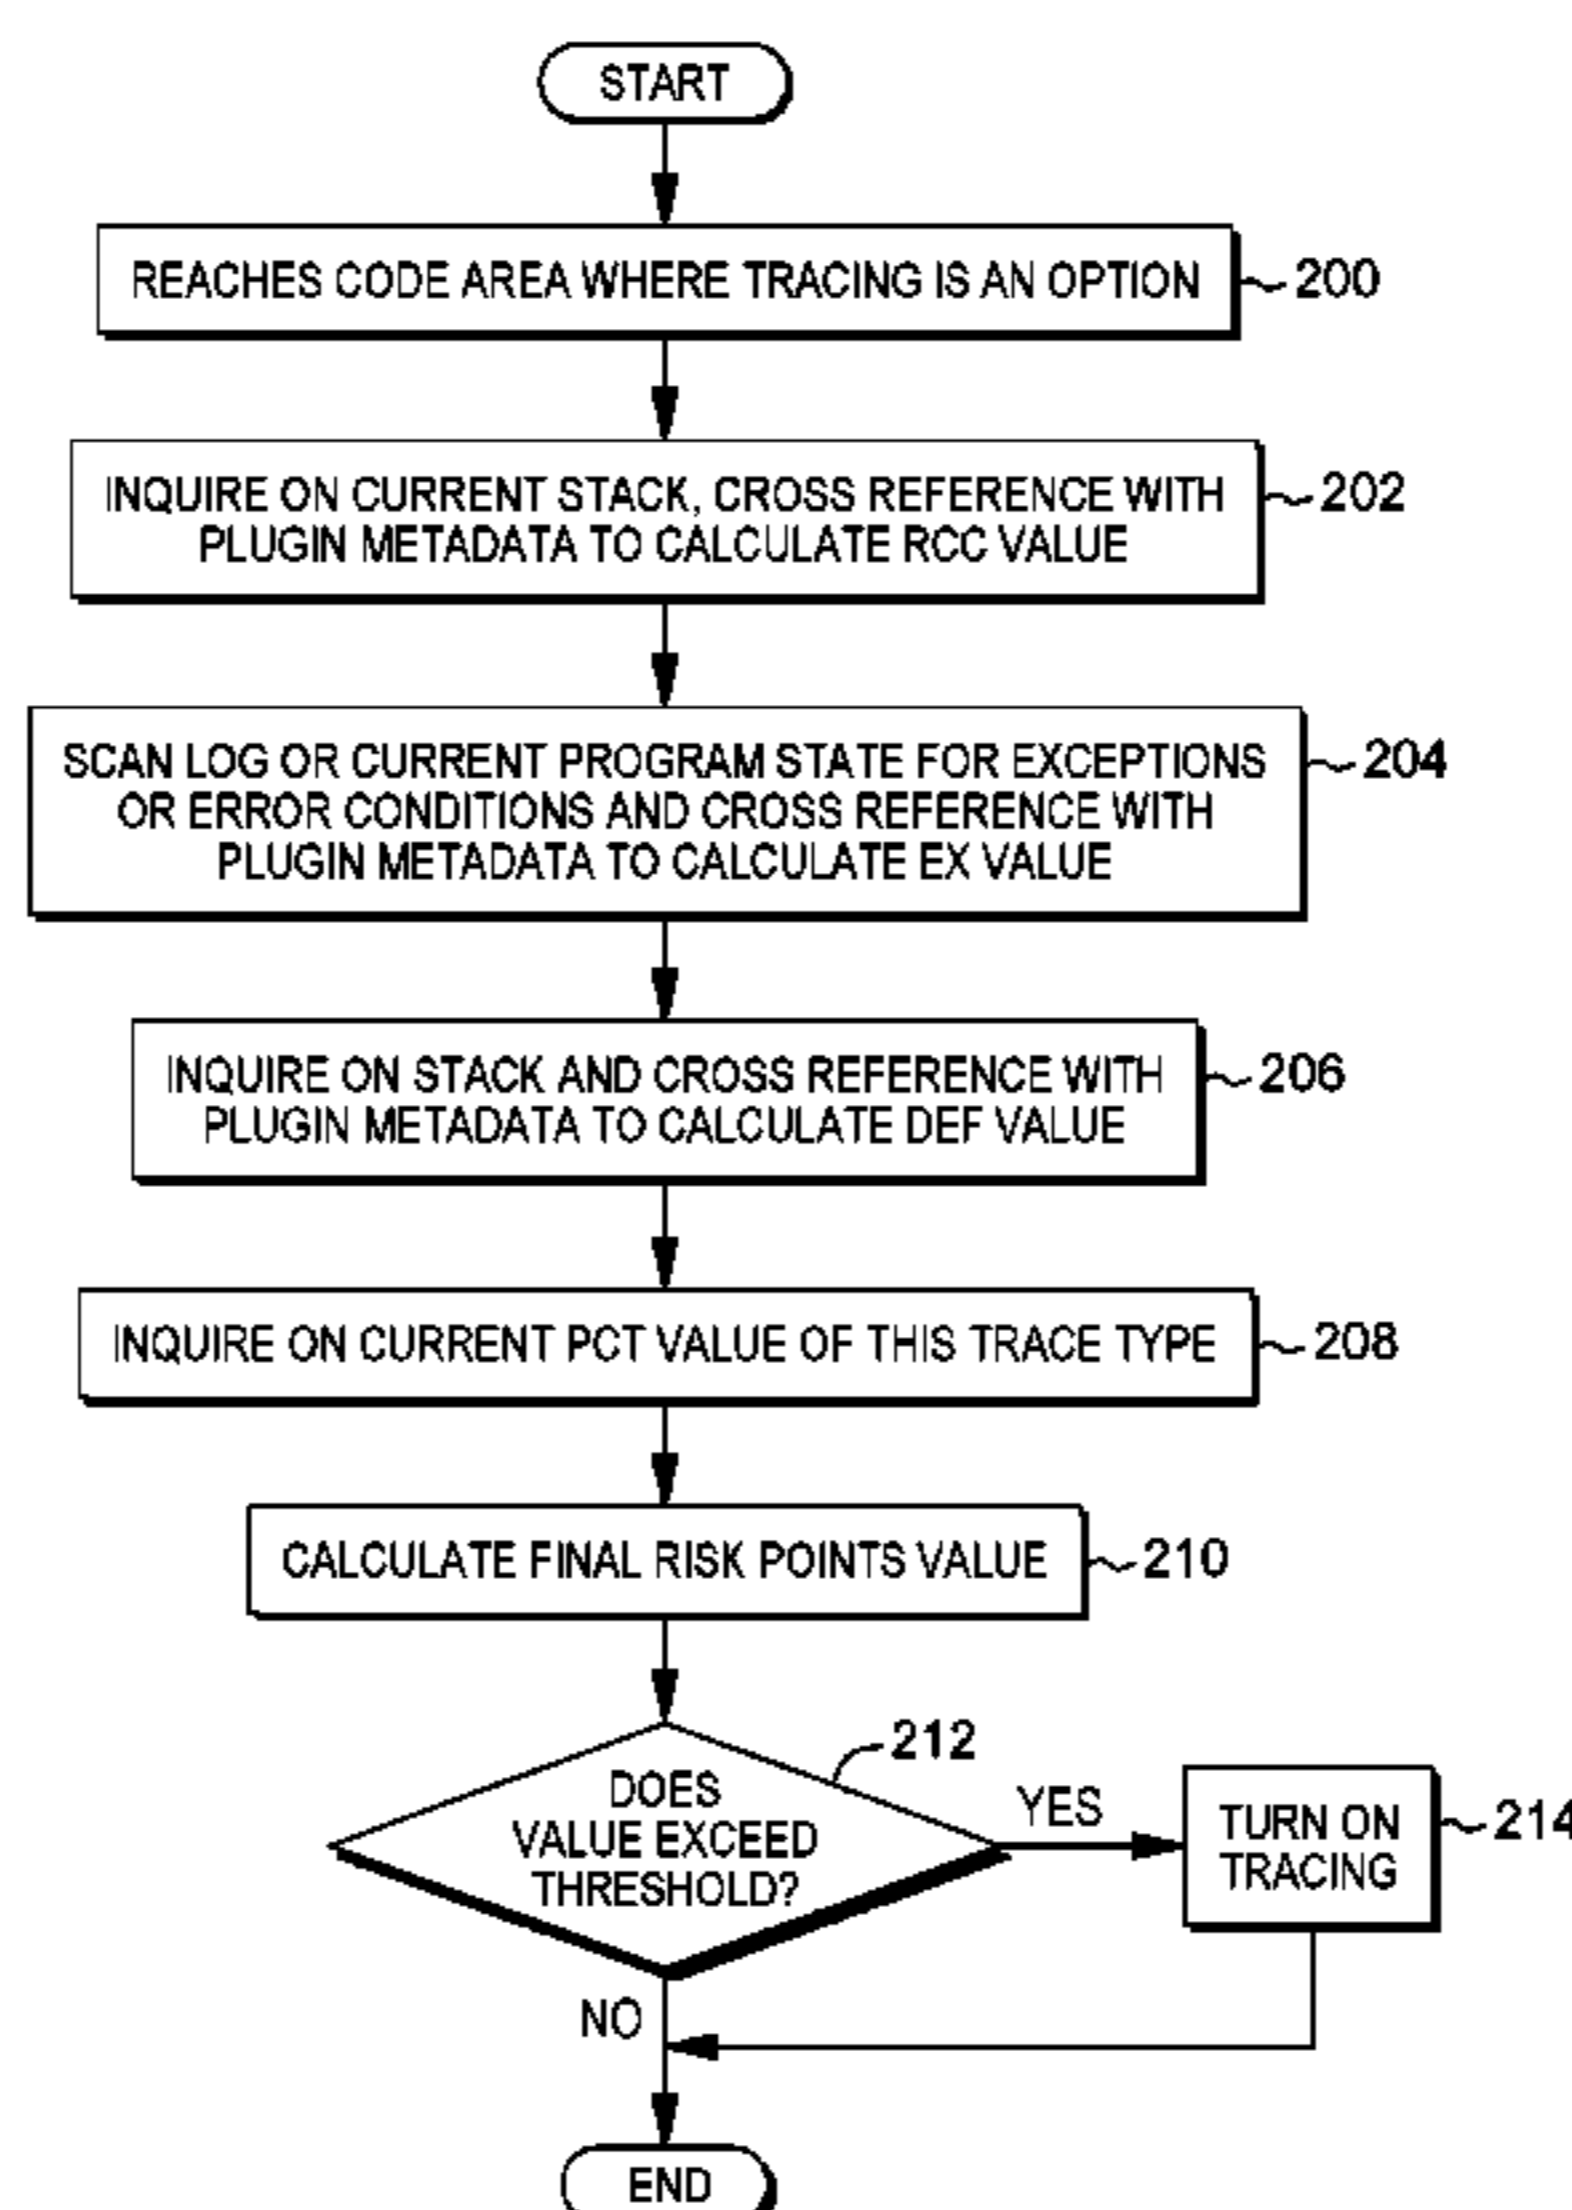 START
REACHES CODE AREA WHERE TRACING IS AN OPTION
200
INQUIRE ON CURRENT STACK, CROSS REFERENCE WITH
PLUGIN METADATA TO CALCULATE RCC VALUE
202
SCAN LOG OR CURRENT PROGRAM STATE FOR EXCEPTIONS
OR ERROR CONDITIONS AND CROSS REFERENCE WITH
PLUGIN METADATA TO CALCULATE EX VALUE
204
INQUIRE ON STACK AND CROSS REFERENCE WITH
PLUGIN METADATA TO CALCULATE DEF VALUE
206
INQUIRE ON CURRENT PCT VALUE OF THIS TRACE TYPE
208
CALCULATE FINAL RISK POINTS VALUE
210
212
DOES
VALUE EXCEED
THRESHOLD?
YES
TURN ON
TRACING
214
NO
END